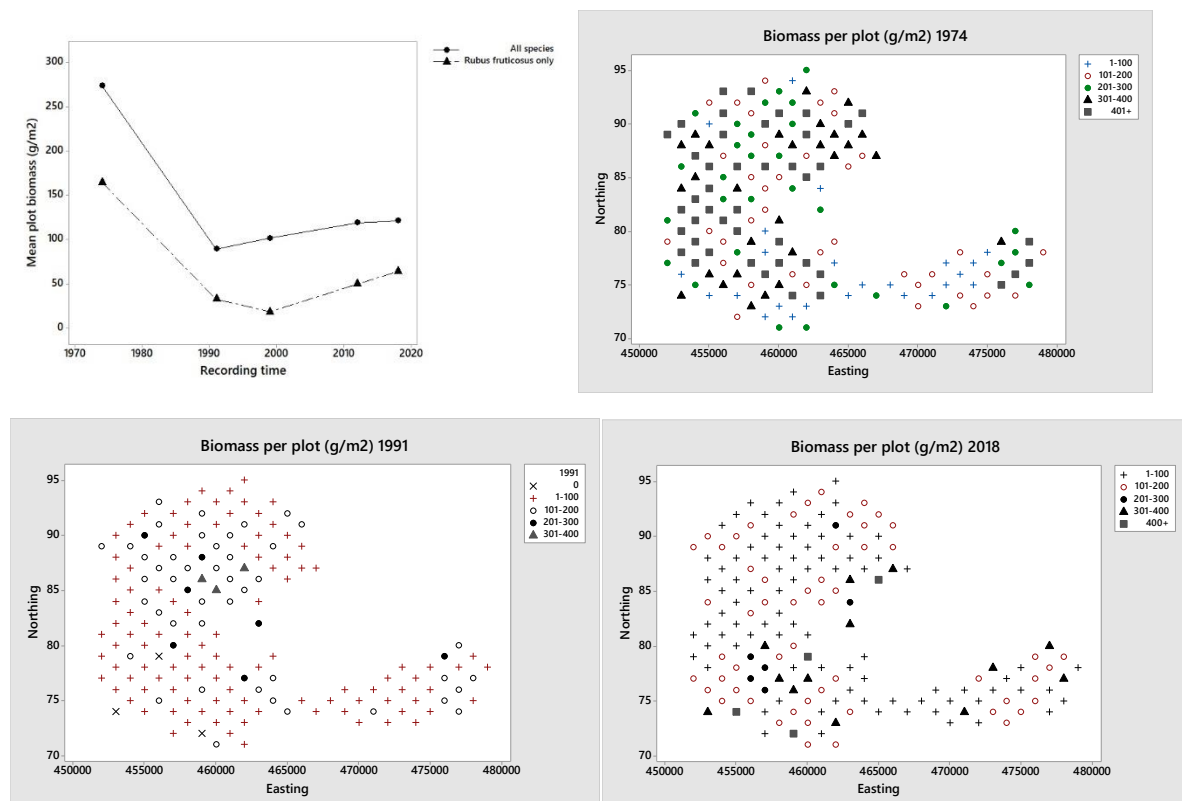 All species
Rubus fruticosus only
Mean plot biomass (g/m2)
300
250
200
150
100
50
0
1970 1980 1990 2000 2010 2020
Recording time
Biomass per plot (g/m2) 1974
Northing
95
90
85
80
75
70
450000 455000 460000 465000 470000 475000 480000
Easting
1-100
101-200
201-300
301-400
401+
Biomass per plot (g/m2) 1991
Northing
95
90
85
80
75
70
450000 455000 460000 465000 470000 475000 480000
Easting
1991
0
1-100
101-200
201-300
301-400
Biomass per plot (g/m2) 2018
Northing
95
90
85
80
75
70
450000 455000 460000 465000 470000 475000 480000
Easting
1-100
101-200
201-300
301-400
400+